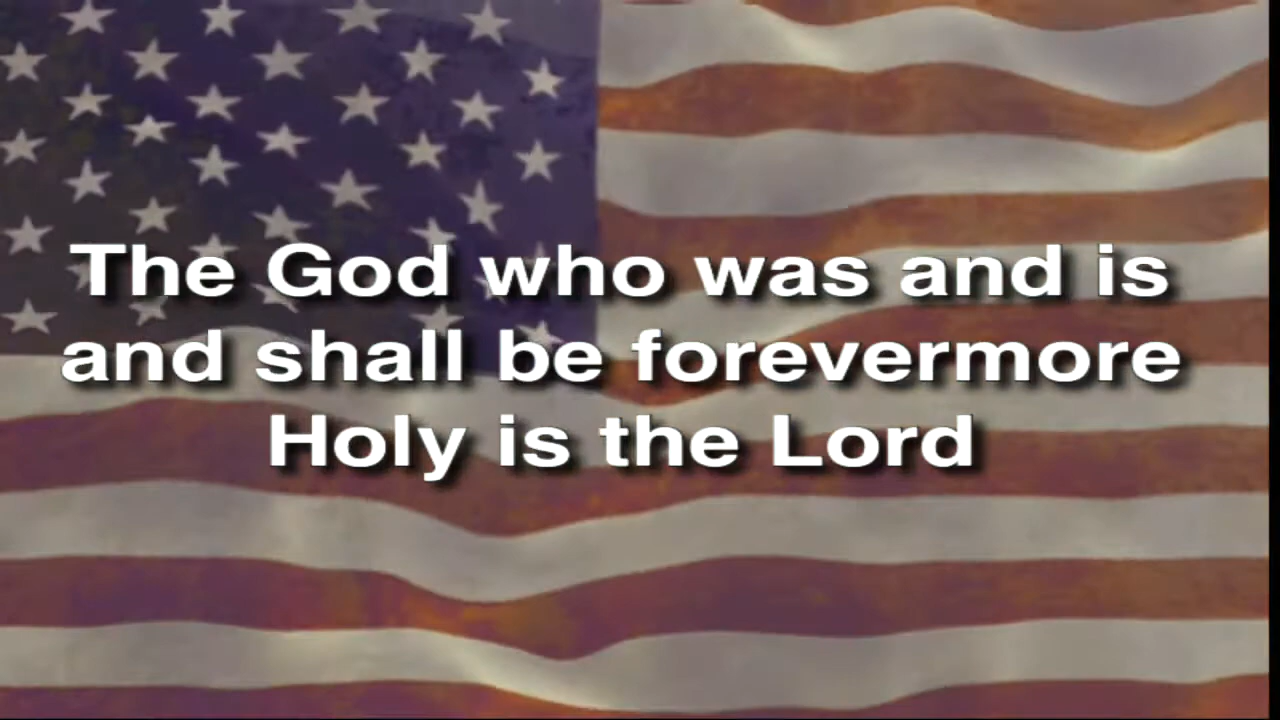 The God who was and is
and shall be forevermore
Holy is the Lord